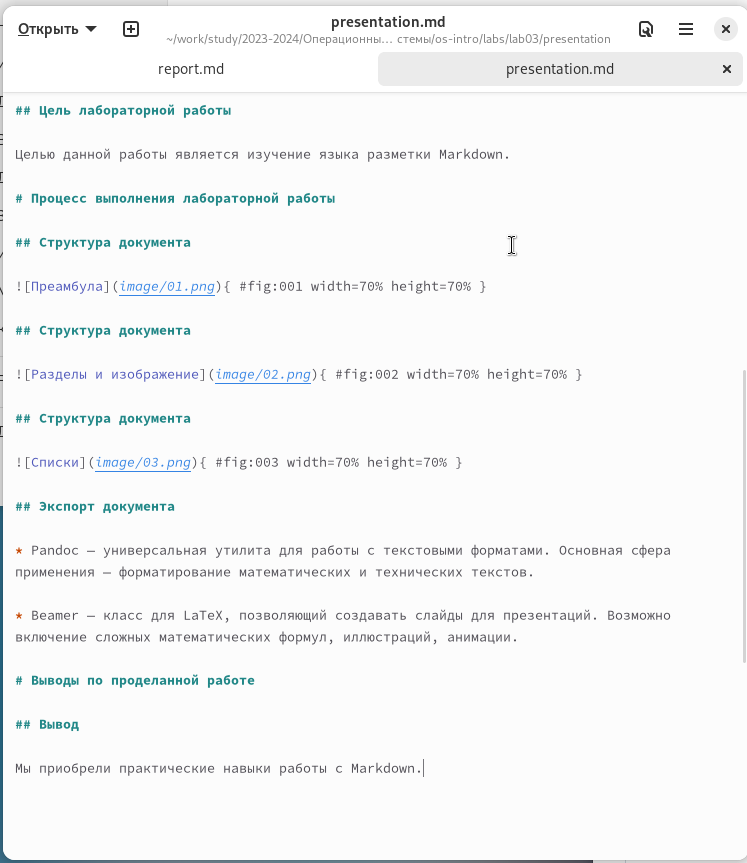 Открыть
presentation.md
~/work/study/2023-2024/Операционны... стемы/os-intro/labs/lab03/presentation
report.md
presentation.md
## Цель лабораторной работы
Целью данной работы является изучение языка разметки Markdown.
# Процесс выполнения лабораторной работы
## Структура документа
![Преамбула](image/01.png){ #fig:001 width=70% height=70% }
## Структура документа
![Разделы и изображение](image/02.png){ #fig:002 width=70% height=70% }
## Структура документа
![Списки](image/03.png){ #fig:003 width=70% height=70% }
## Экспорт документа
* Pandoc — универсальная утилита для работы с текстовыми форматами. Основная сфера
применения — форматирование математических и технических текстов.
* Beamer — класс для LaTeX, позволяющий создавать слайды для презентаций. Возможно
включение сложных математических формул, иллюстраций, анимации.
# Выводы по проделанной работе
## Вывод
Мы приобрели практические навыки работы с Markdown.